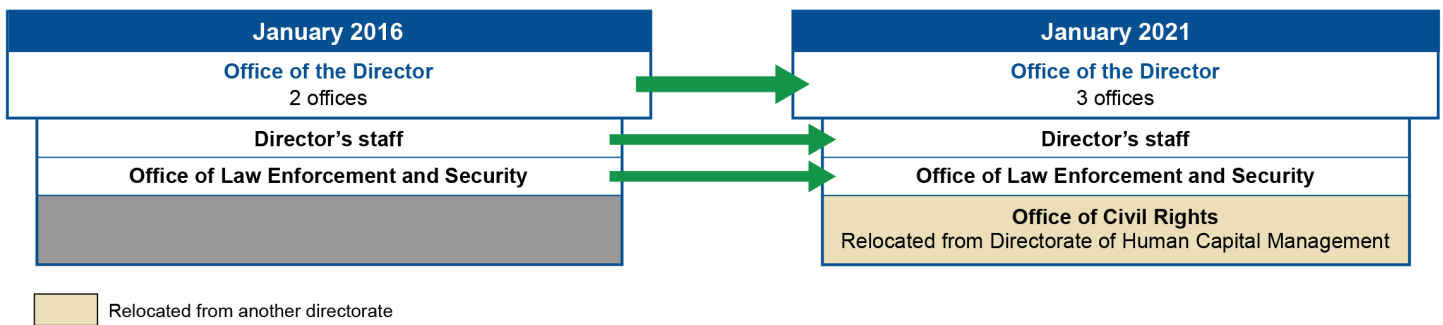 January 2016
Office of the Director
2 offices
Director's staff
Office of Law Enforcement and Security
January 2021
Office of the Director
3 offices
Director's staff
Office of Law Enforcement and Security
Office of Civil Rights
Relocated from Directorate of Human Capital Management
Relocated from another directorate